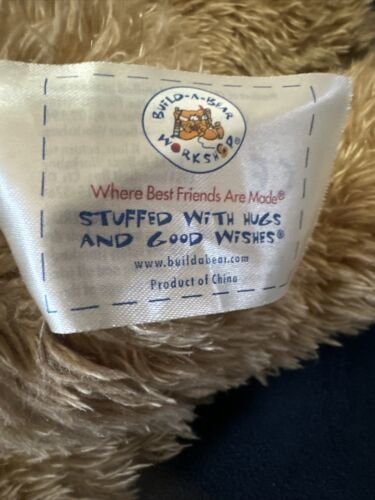 BUILD-A-BEAR
WORKSHOP®
Where Best Friends Are Made®
STUFFED WITH HUGS
AND GOOD WISHES®
www.buildabear.com
Product of China